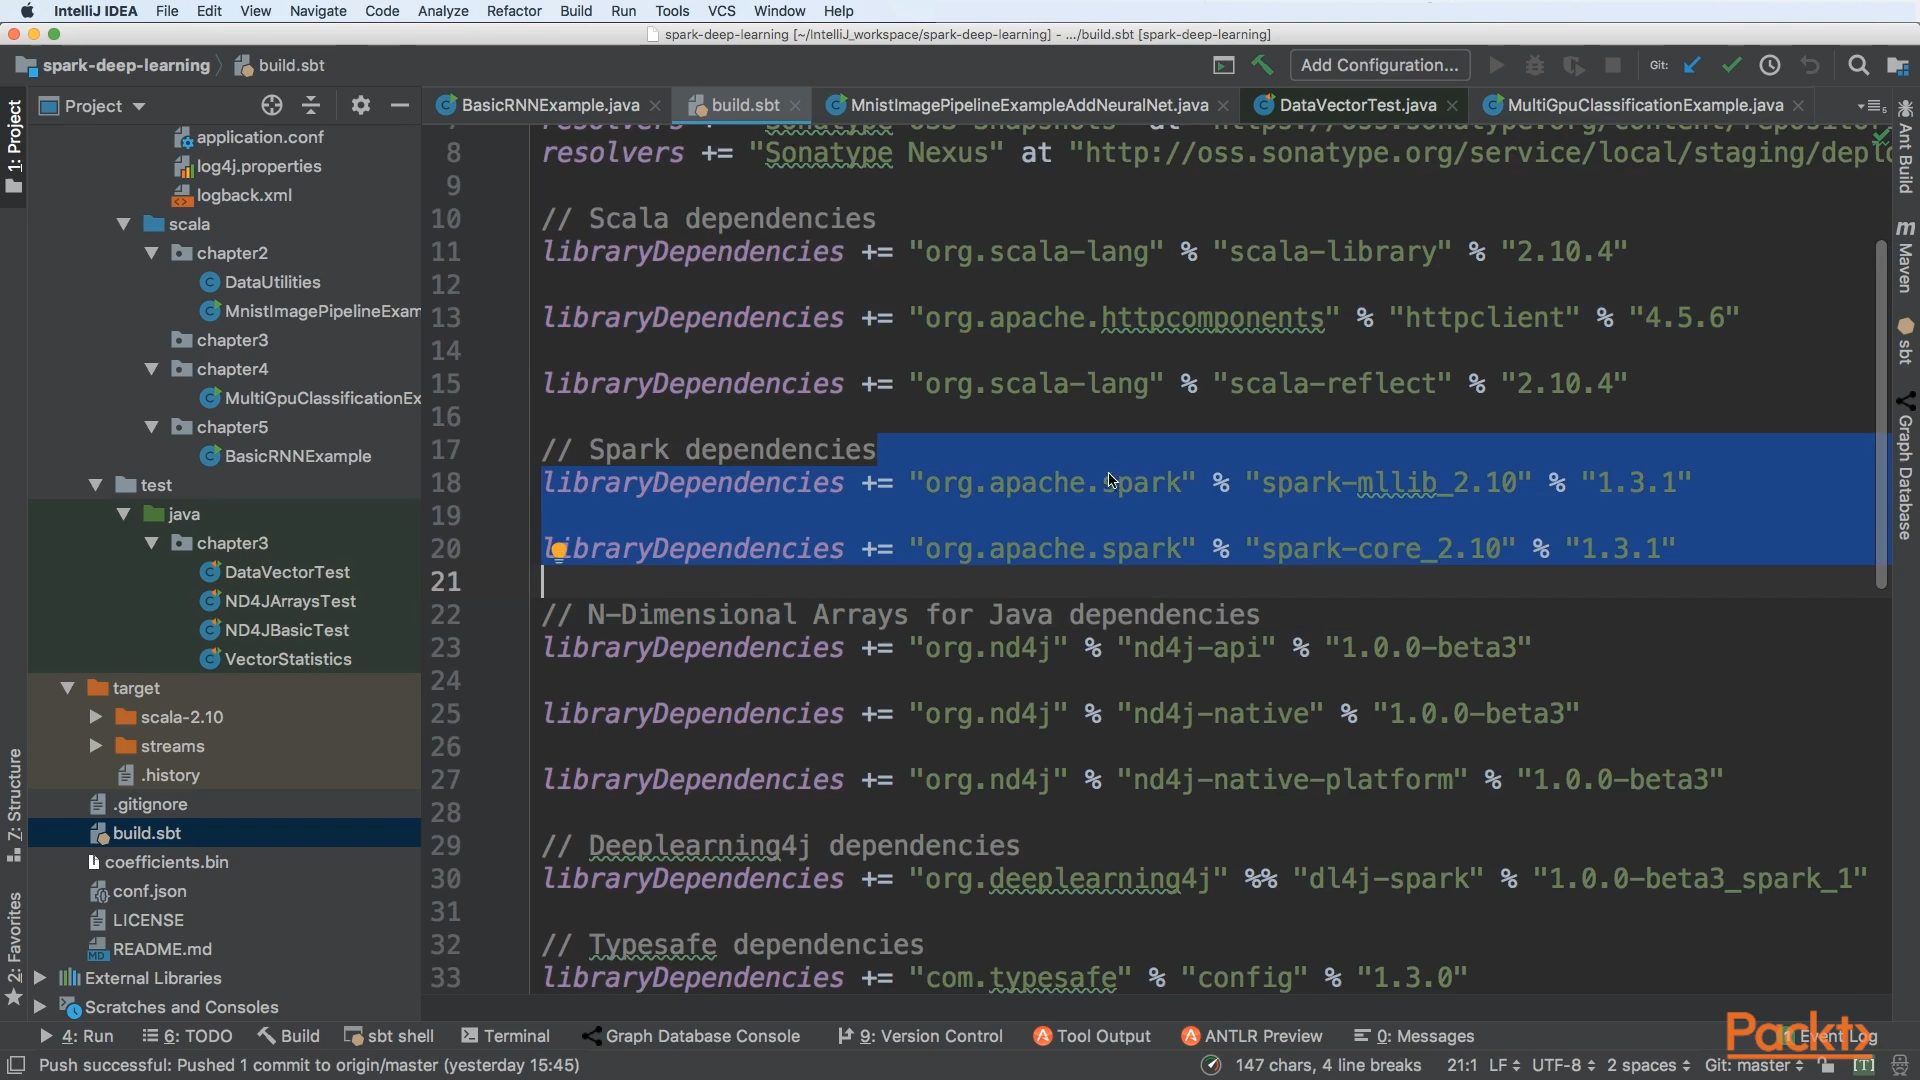 IntelliJ IDEA File Edit View Navigate Code Analyze Refactor Build Run Tools VCS Window Help
spark-deep-learning [~/IntelliJ_workspace/spark-deep-learning] - .../build.sbt [spark-deep-learning]
spark-deep-learning build.sbt Add Configuration... Git:
Project BasicRNNExample.java build.sbt MnistImagePipelineExampleAddNeuralNet.java DataVectorTest.java MultiGpuClassificationExample.java
1: Project
7: Structure
2: Favorites
application.conf
log4j.properties
logback.xml
scala
chapter2
DataUtilities
MnistImagePipelineExam
chapter3
chapter4
MultiGpuClassificationEx
chapter5
BasicRNNExample
test
java
chapter3
DataVectorTest
ND4JArraysTest
ND4JBasicTest
VectorStatistics
target
scala-2.10
streams
.history
.gitignore
build.sbt
coefficients.bin
conf.json
LICENSE
README.md
External Libraries
Scratches and Consoles
8 resolvers += "Sonatype Nexus" at "http://oss.sonatype.org/service/local/staging/deplo
9
10 // Scala dependencies
11 libraryDependencies += "org.scala-lang" % "scala-library" % "2.10.4"
12
13 libraryDependencies += "org.apache.httpcomponents" % "httpclient" % "4.5.6"
14
15 libraryDependencies += "org.scala-lang" % "scala-reflect" % "2.10.4"
16
17 // Spark dependencies
18 libraryDependencies += "org.apache.spark" % "spark-mllib_2.10" % "1.3.1"
19
20 libraryDependencies += "org.apache.spark" % "spark-core_2.10" % "1.3.1"
21
22 // N-Dimensional Arrays for Java dependencies
23 libraryDependencies += "org.nd4j" % "nd4j-api" % "1.0.0-beta3"
24
25 libraryDependencies += "org.nd4j" % "nd4j-native" % "1.0.0-beta3"
26
27 libraryDependencies += "org.nd4j" % "nd4j-native-platform" % "1.0.0-beta3"
28
29 // Deeplearning4j dependencies
30 libraryDependencies += "org.deeplearning4j" %% "dl4j-spark" % "1.0.0-beta3_spark_1"
31
32 // Typesafe dependencies
33 libraryDependencies += "com.typesafe" % "config" % "1.3.0"
Ant Build
Maven
sbt
Graph Database
4: Run 6: TODO Build sbt shell Terminal Graph Database Console 9: Version Control Tool Output ANTLR Preview 0: Messages Event Log
Packt>
Push successful: Pushed 1 commit to origin/master (yesterday 15:45) 147 chars, 4 line breaks 21:1 LF UTF-8 2 spaces Git: master [T]